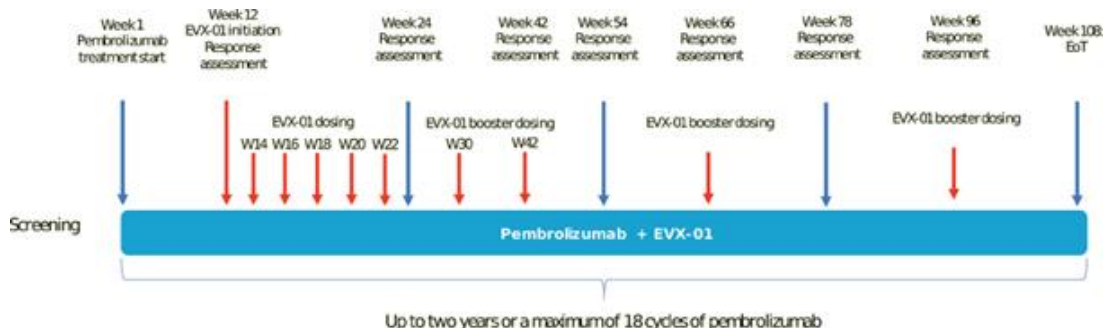 Week 1
Pembrolizumab
treatment start
Week 12
EVX-01 initiation
Response
assessment
Week 24
Response
assessment
Week 42
Response
assessment
Week 54
Response
assessment
Week 66
Response
assessment
Week 78
Response
assessment
Week 96
Response
assessment
Week 108:
EoT
EVX-01 dosing
W14 W16 W18 W20 W22
EVX-01 booster dosing
W30 W42
EVX-01 booster dosing
EVX-01 booster dosing
Screening
Pembrolizumab + EVX-01
Up to two years or a maximum of 18 cycles of pembrolizumab